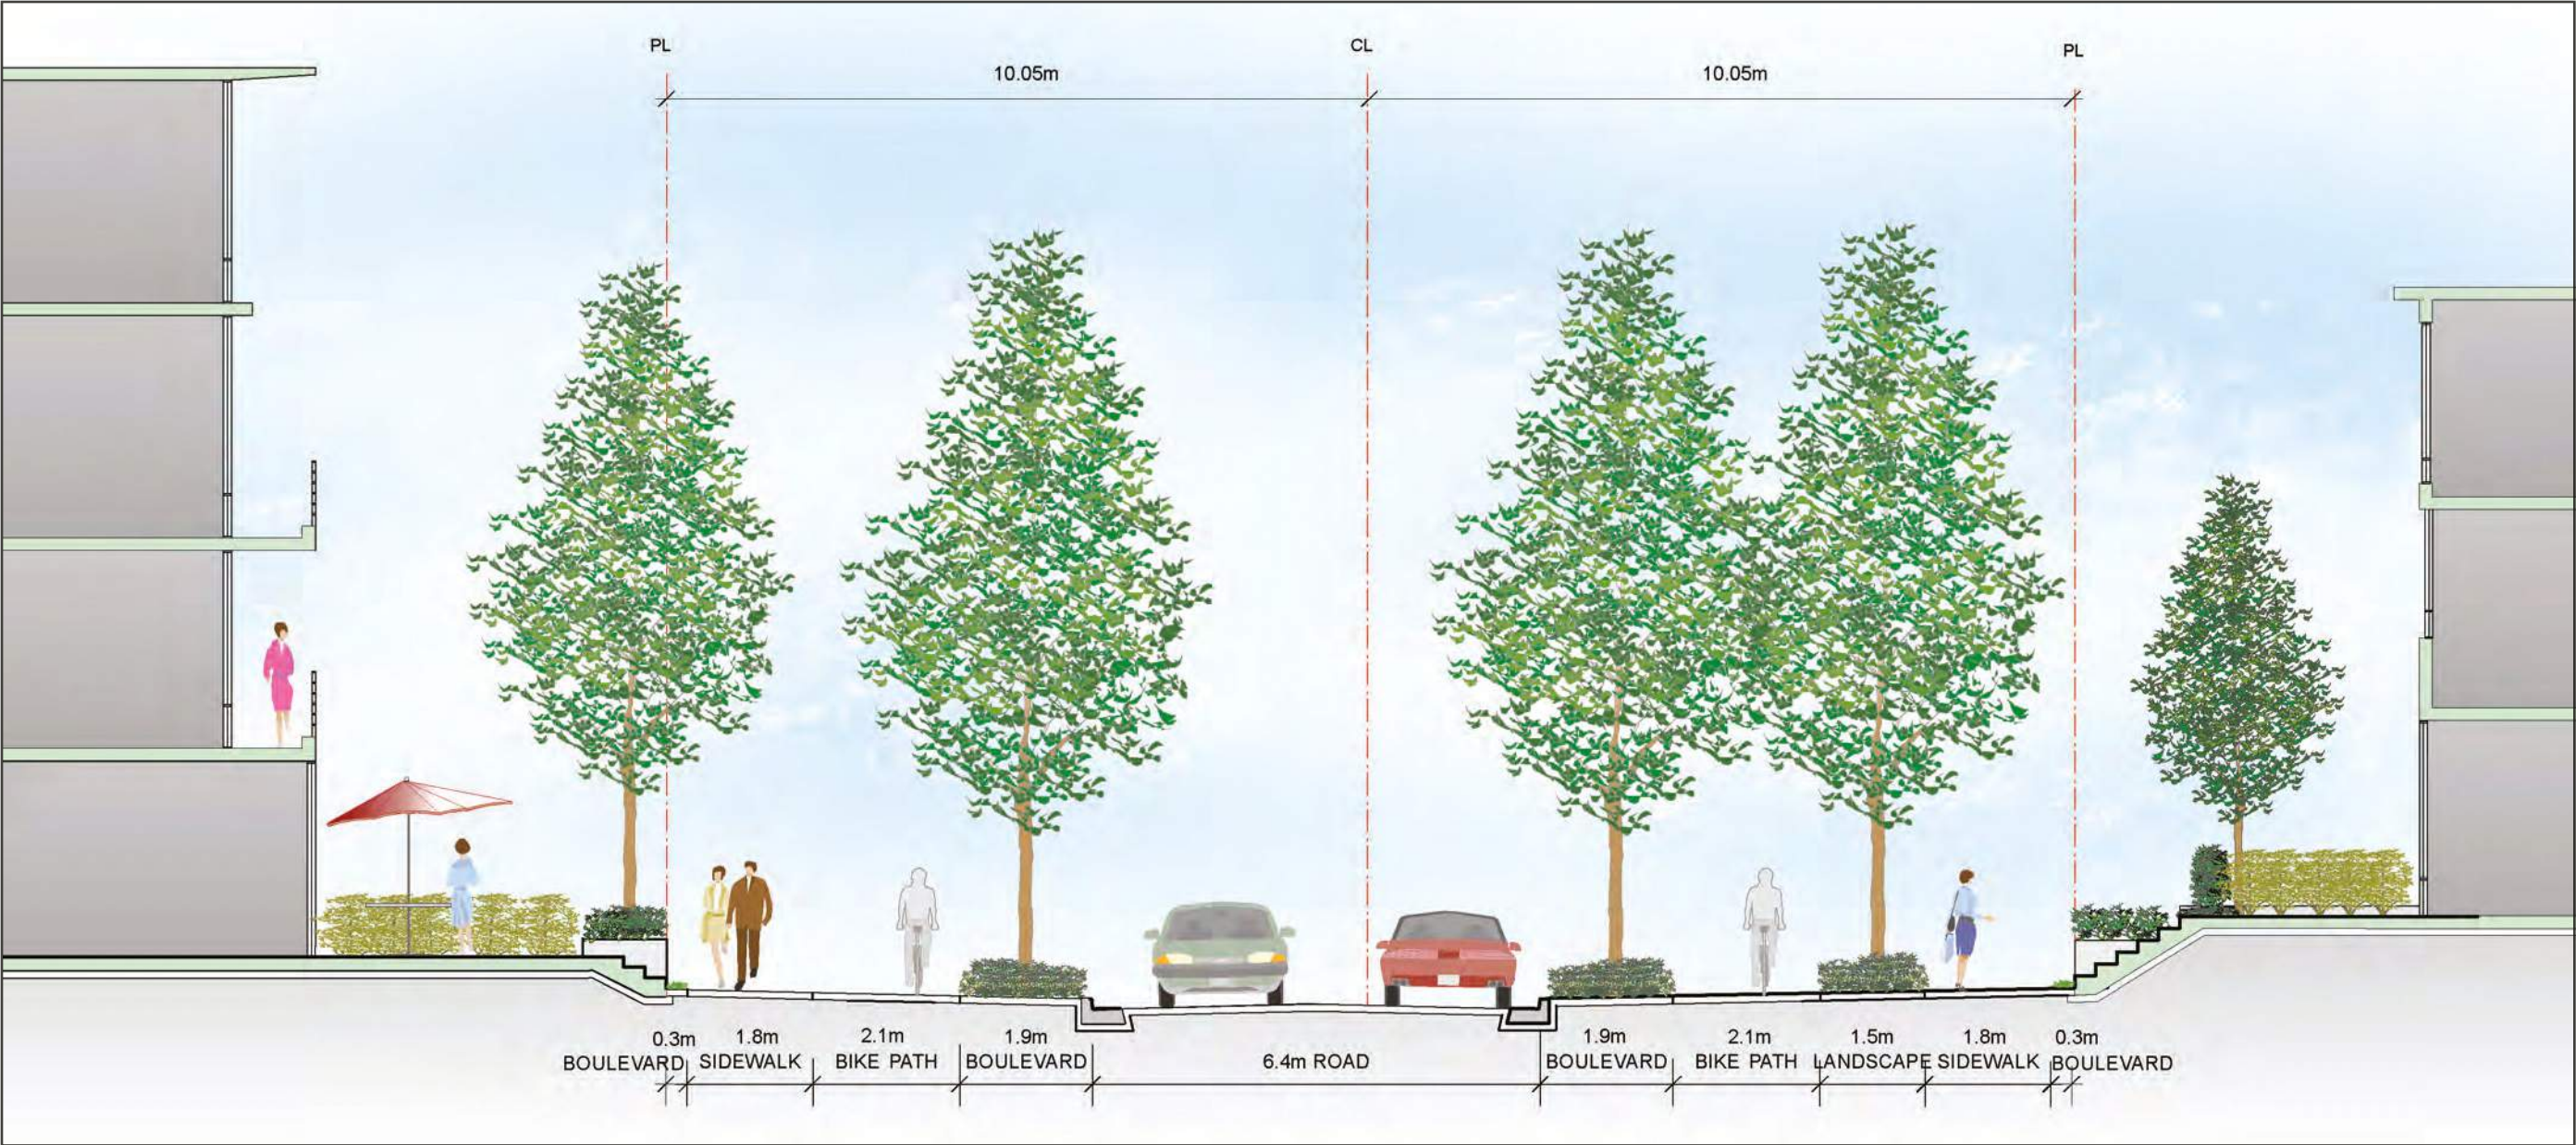 PL
CL
PL
10.05m
10.05m
0.3m
BOULEVARD
1.8m
SIDEWALK
2.1m
BIKE PATH
1.9m
BOULEVARD
6.4m ROAD
1.9m
BOULEVARD
2.1m
BIKE PATH
1.5m
LANDSCAPE
1.8m
SIDEWALK
0.3m
BOULEVARD